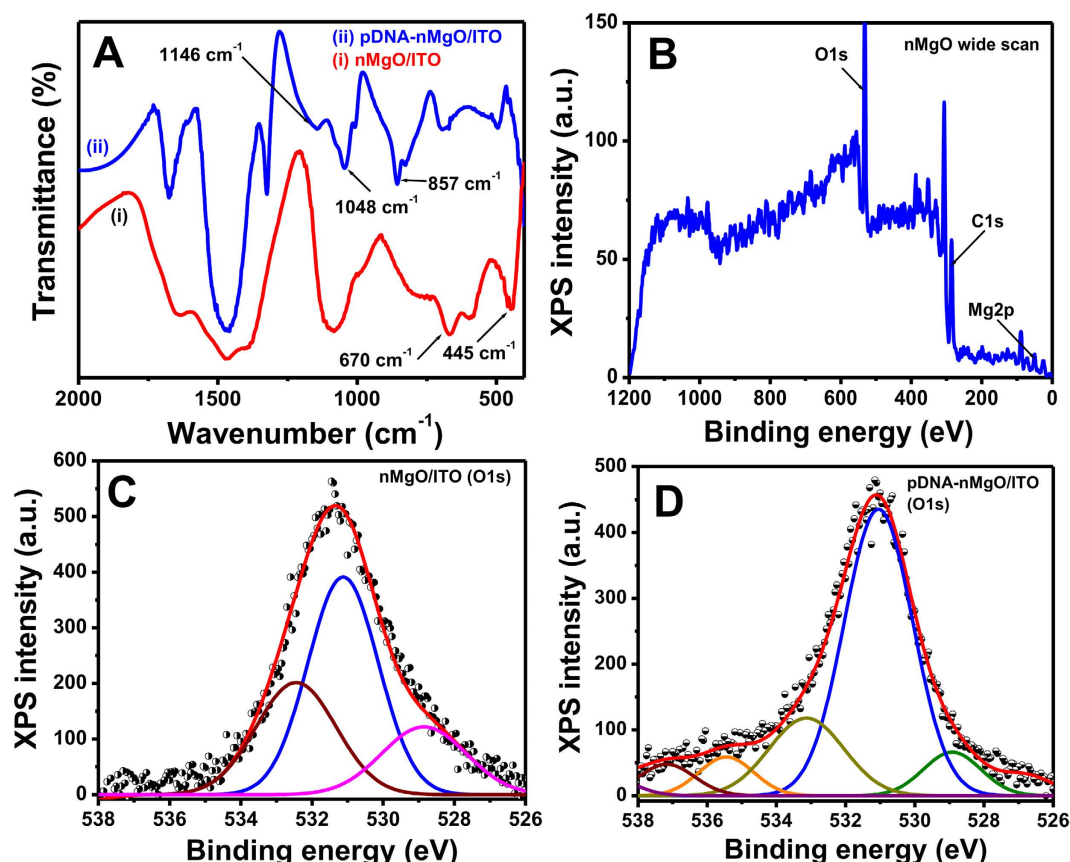 A
(ii) pDNA-nMgO/ITO
(i) nMgO/ITO
1146 cm-1
(ii)
(i)
857 cm-1
1048 cm-1
670 cm-1
445 cm-1
Transmittance (%)
2000 1500 1000 500
Wavenumber (cm-1)
B
nMgO wide scan
O1s
C1s
Mg2p
XPS intensity (a.u.)
150
100
50
0
1200 1000 800 600 400 200 0
Binding energy (eV)
C
nMgO/ITO (O1s)
XPS intensity (a.u.)
600
500
400
300
200
100
0
538 536 534 532 530 528 526
Binding energy (eV)
D
pDNA-nMgO/ITO
(O1s)
XPS intensity (a.u.)
500
400
300
200
100
0
538 536 534 532 530 528 526
Binding energy (eV)